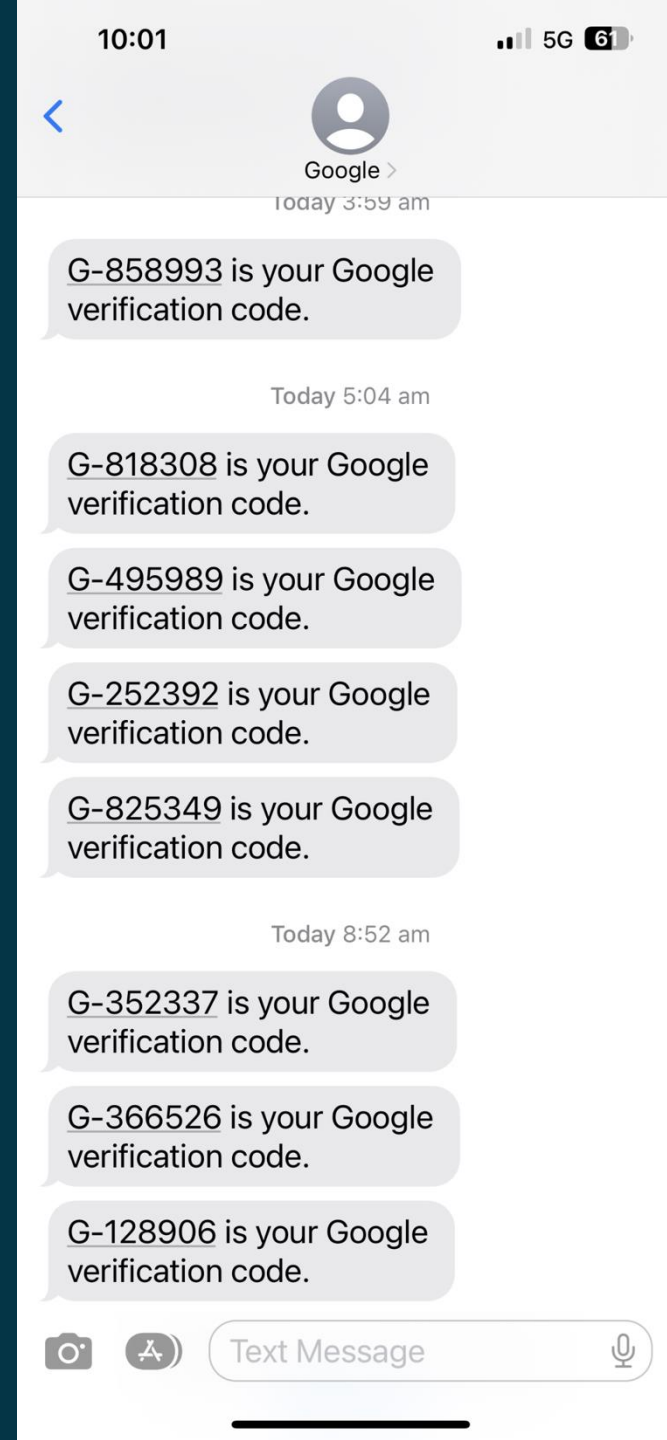 10:01
5G 61
Google
Today 3:59 am
G-858993 is your Google
verification code.
Today 5:04 am
G-818308 is your Google
verification code.
G-495989 is your Google
verification code.
G-252392 is your Google
verification code.
G-825349 is your Google
verification code.
Today 8:52 am
G-352337 is your Google
verification code.
G-366526 is your Google
verification code.
G-128906 is your Google
verification code.
Text Message